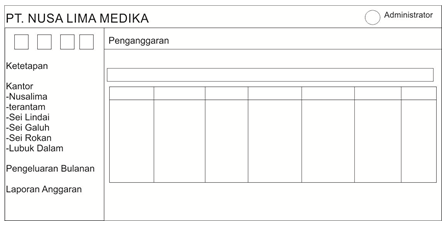 PT. NUSA LIMA MEDIKA
Administrator
Penganggaran
Ketetapan
Kantor
-Nusalima
-terantam
-Sei Lindai
-Sei Galuh
-Sei Rokan
-Lubuk Dalam
Pengeluaran Bulanan
Laporan Anggaran